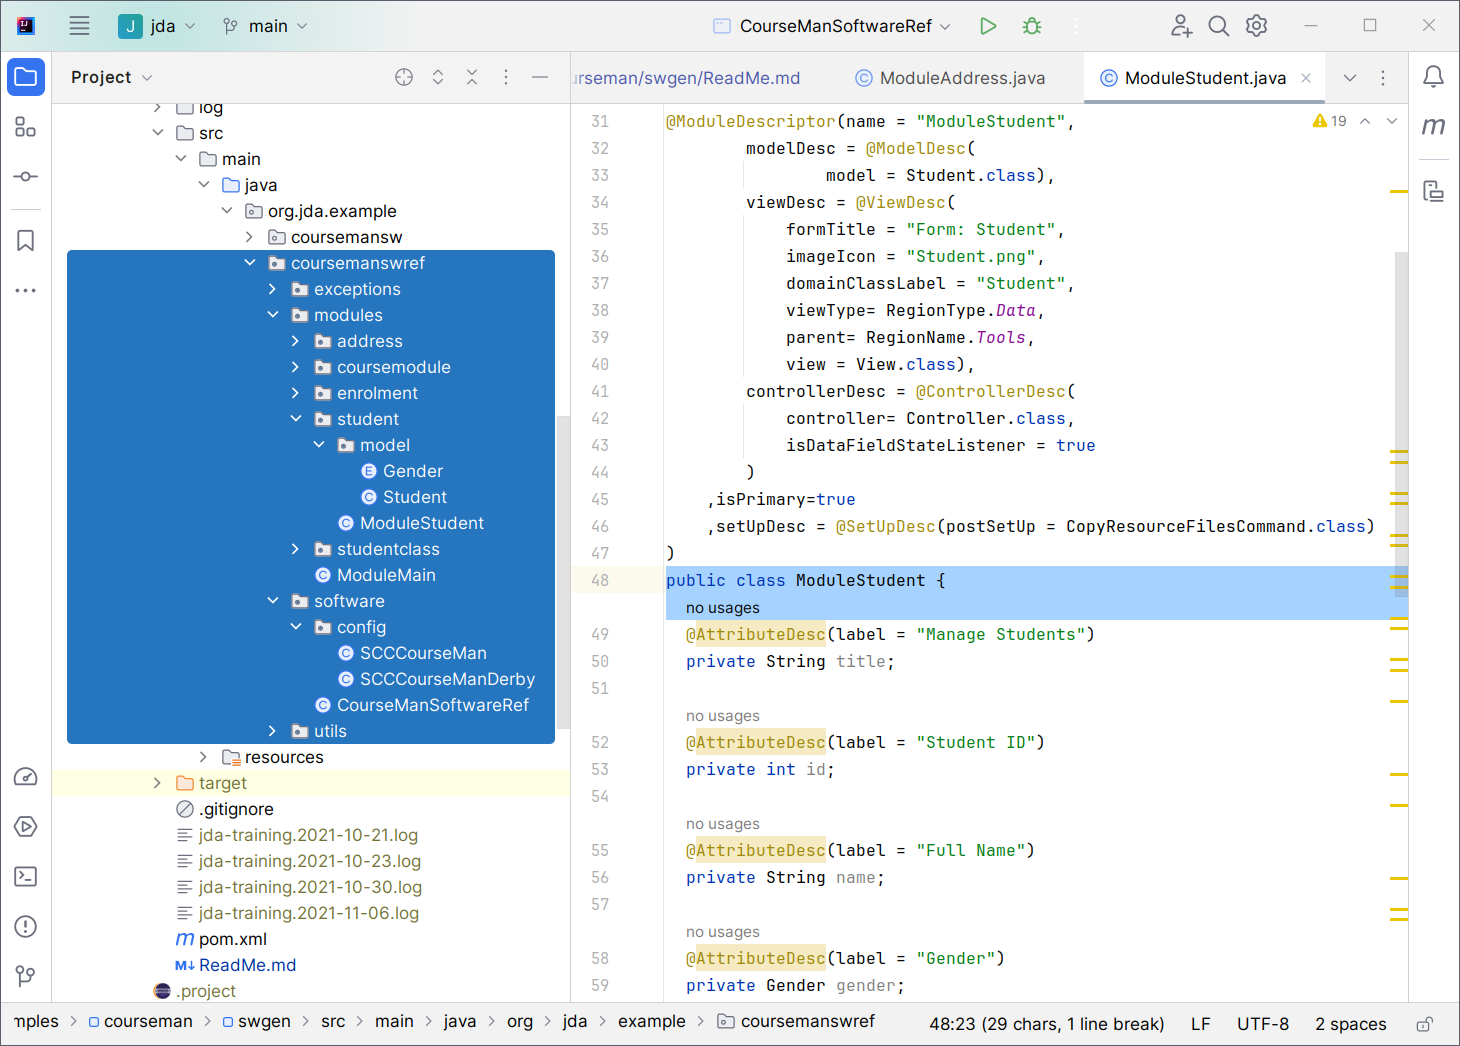 J jda main CourseManSoftwareRef
Project
urseman/swgen/ReadMe.md ModuleAddress.java ModuleStudent.java
log
src
main
java
org.jda.example
coursemansw
coursemanswref
exceptions
modules
address
coursemodule
enrolment
student
model
E Gender
C Student
C ModuleStudent
studentclass
C ModuleMain
software
config
C SCCCourseMan
C SCCCourseManDerby
C CourseManSoftwareRef
utils
resources
target
.gitignore
jda-training.2021-10-21.log
jda-training.2021-10-23.log
jda-training.2021-10-30.log
jda-training.2021-11-06.log
m pom.xml
M↓ ReadMe.md
.project
19
31 @ModuleDescriptor(name = "ModuleStudent",
32 modelDesc = @ModelDesc(
33 model = Student.class),
34 viewDesc = @ViewDesc(
35 formTitle = "Form: Student",
36 imageIcon = "Student.png",
37 domainClassLabel = "Student",
38 viewType= RegionType.Data,
39 parent= RegionName.Tools,
40 view = View.class),
41 controllerDesc = @ControllerDesc(
42 controller= Controller.class,
43 isDataFieldStateListener = true
44 )
45 ,isPrimary=true
46 ,setUpDesc = @SetUpDesc(postSetUp = CopyResourceFilesCommand.class)
47 )
48 public class ModuleStudent {
no usages
49 @AttributeDesc(label = "Manage Students")
50 private String title;
51
no usages
52 @AttributeDesc(label = "Student ID")
53 private int id;
54
no usages
55 @AttributeDesc(label = "Full Name")
56 private String name;
57
no usages
58 @AttributeDesc(label = "Gender")
59 private Gender gender;
m
mples > courseman > swgen > src > main > java > org > jda > example > coursemanswref 48:23 (29 chars, 1 line break) LF UTF-8 2 spaces